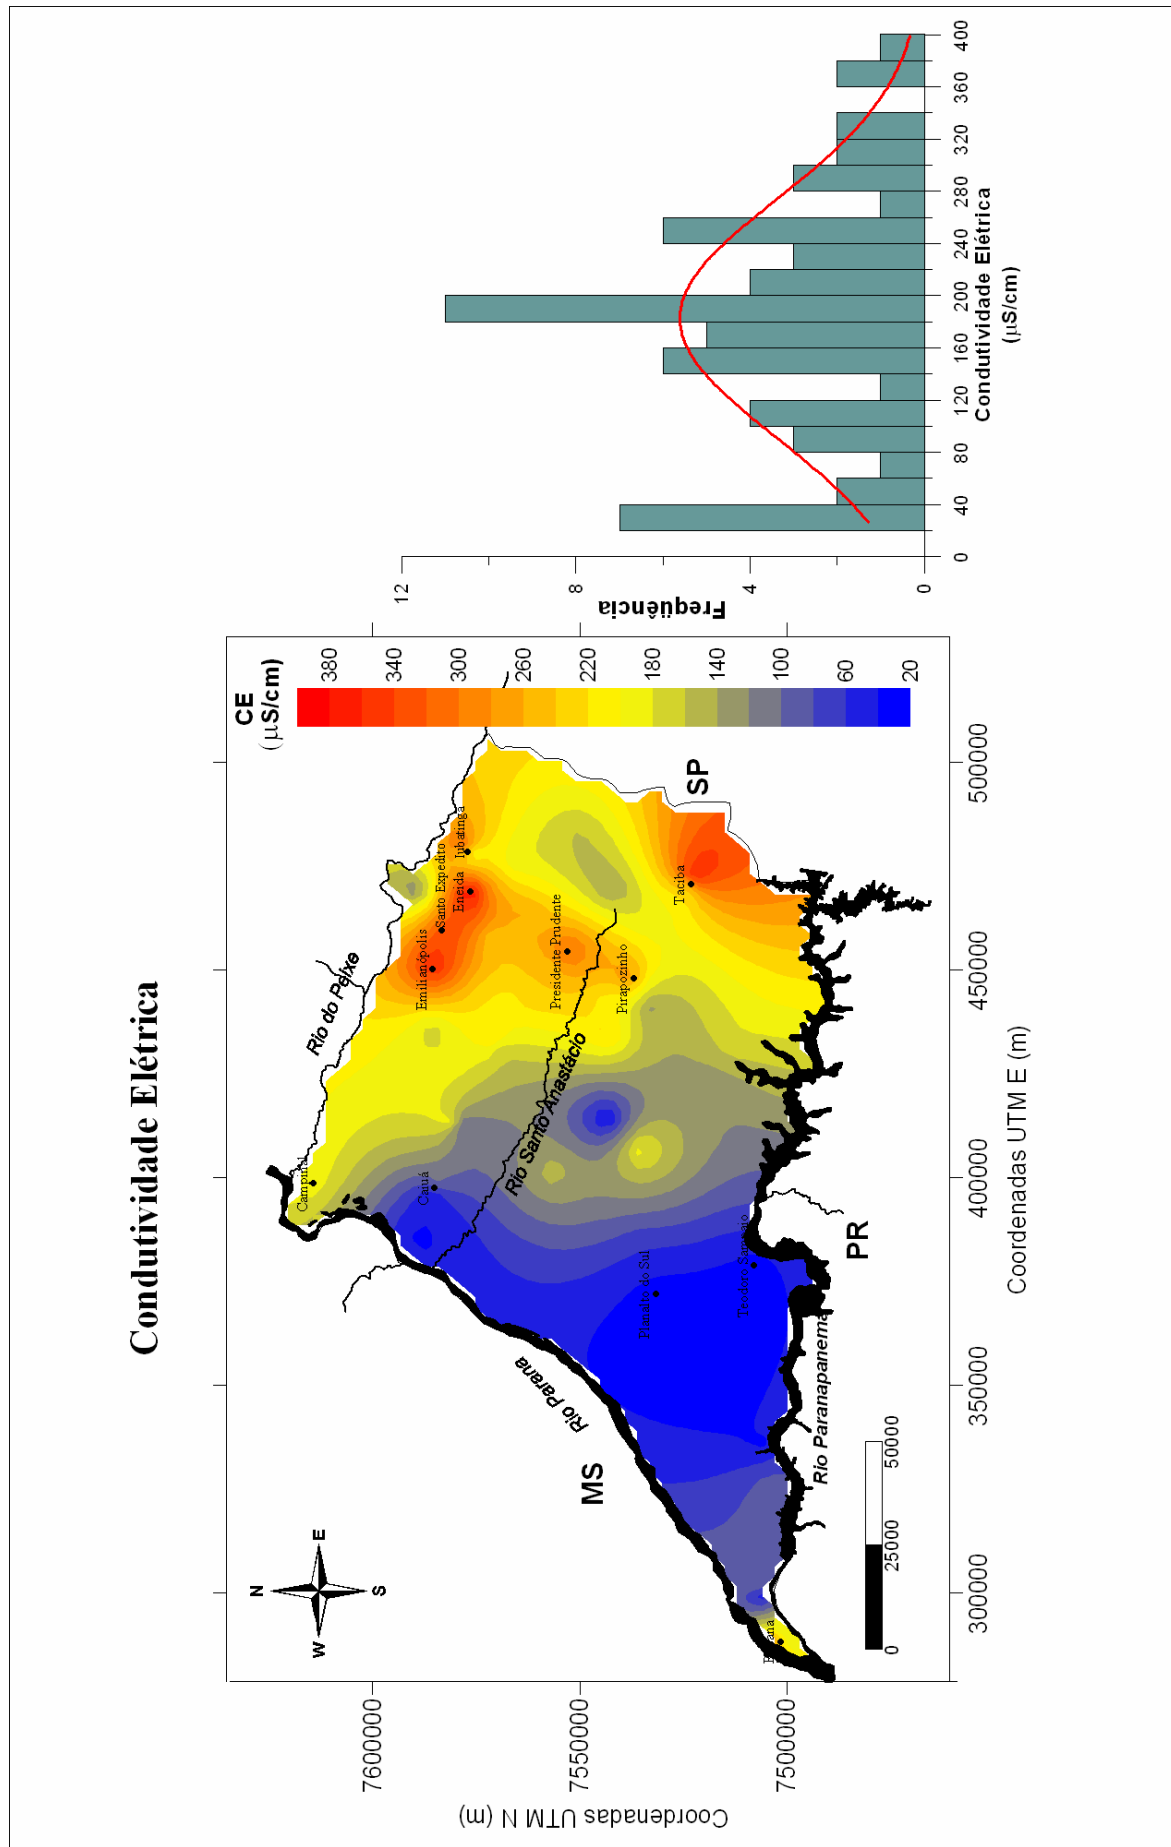 Condutividade Elétrica
N
W
E
S
Rio do Peixe
Campinal
Caiuá
Emilianópolis
Santo Expedito
Eneida
Iubatinga
Presidente Prudente
Pirapozinho
Taciba
Rio Santo Anastácio
Planalto do Sul
Teodoro Sampaio
Rio Parana
MS
SP
PR
Rio Paranapanema
0
25000
50000
CE
(µS/cm)
380
340
300
260
220
180
140
100
60
20
7600000
7550000
7500000
Coordenadas UTM N (m)
300000
350000
400000
450000
500000
Coordenadas UTM E (m)
12
8
4
0
Freqüência
0
40
80
120
160
200
240
280
320
360
400
Condutividade Elétrica
(µS/cm)